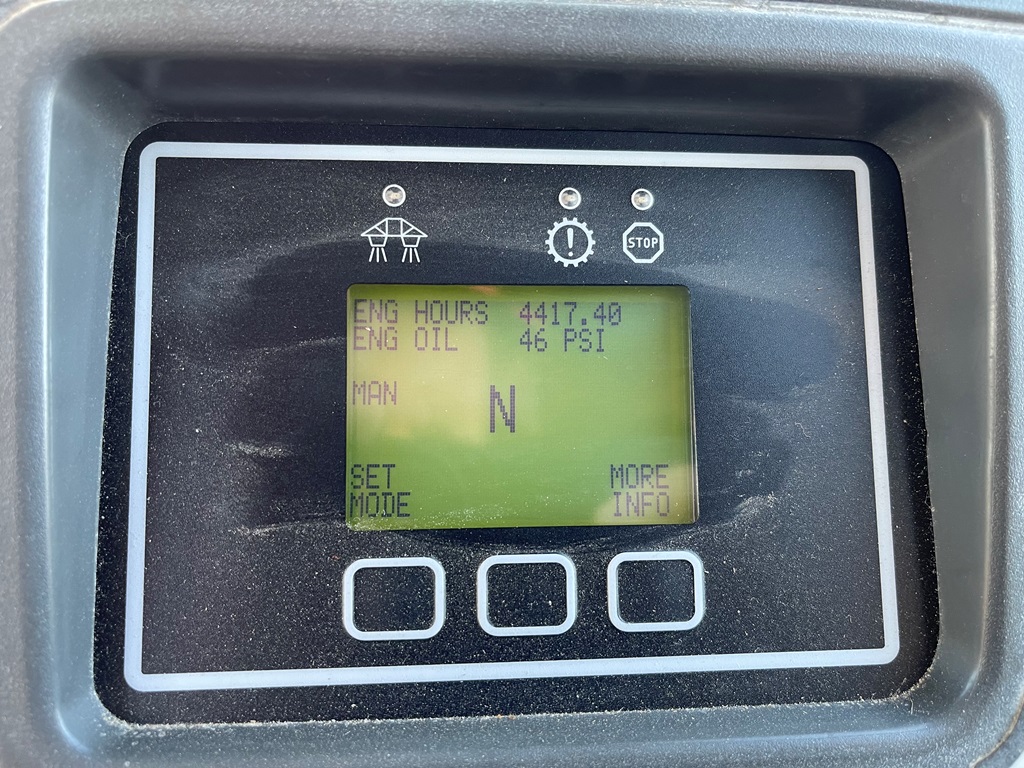 STOP
ENG HOURS 4417.40
ENG OIL 46 PSI
MAN N
SET MORE
MODE INFO